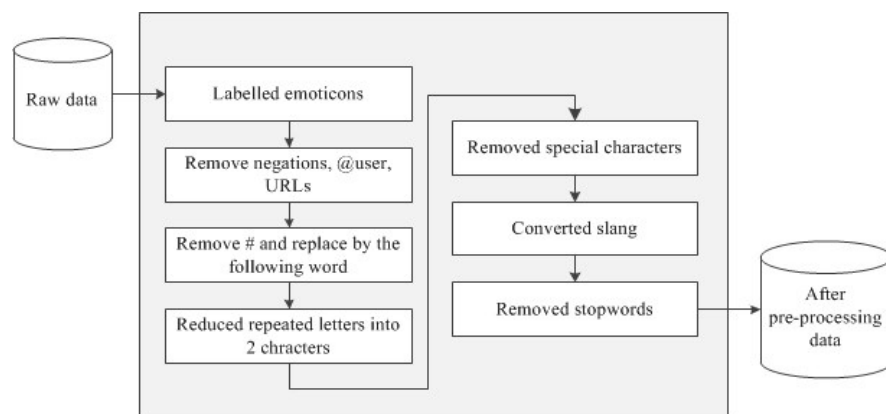 Raw data
Labelled emoticons
Remove negations, @user,
URLs
Remove # and replace by the
following word
Reduced repeated letters into
2 chracters
Removed special characters
Converted slang
Removed stopwords
After
pre-processing
data